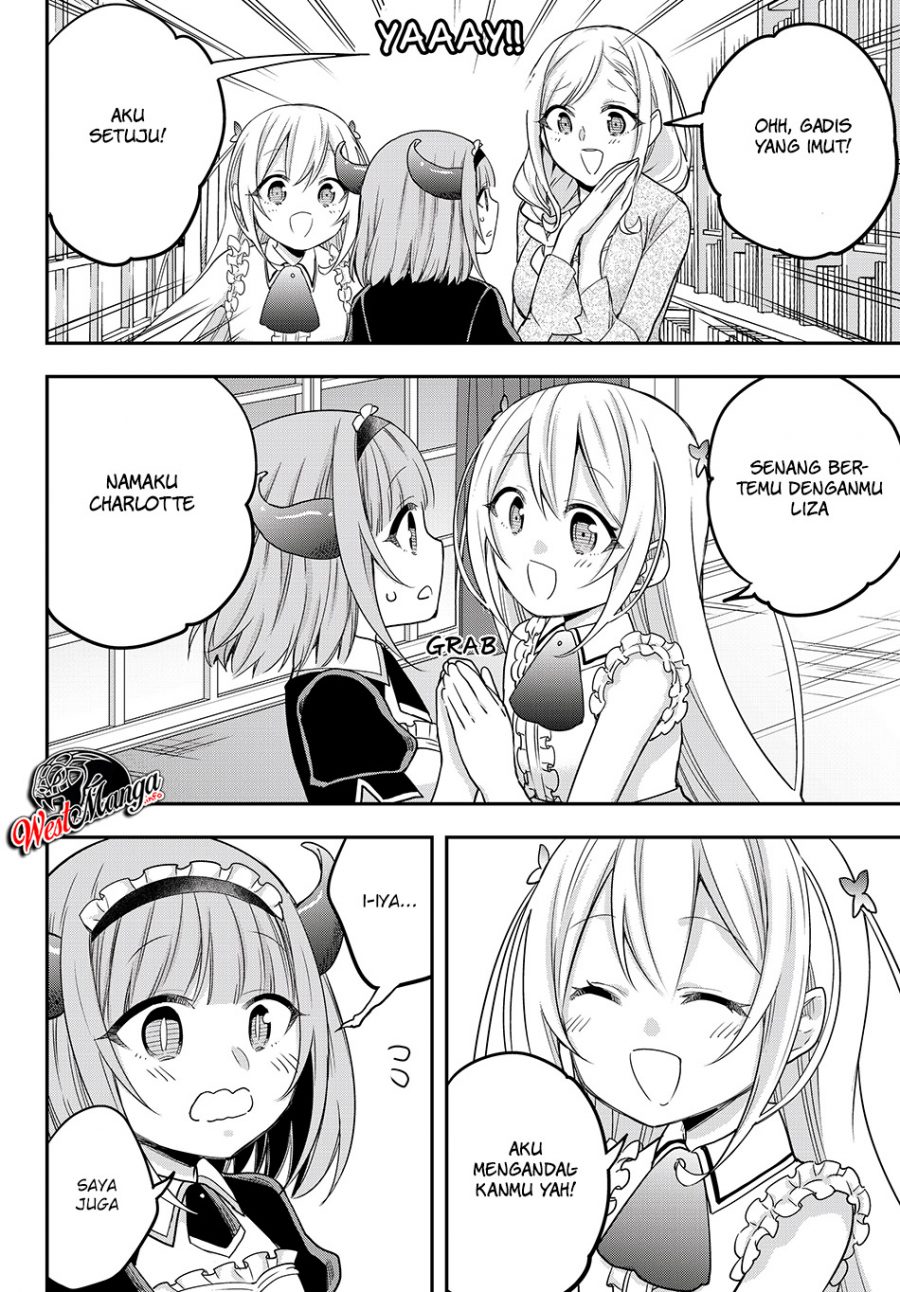 YAAAY!!
OHH, GADIS
YANG IMUT!
AKU
SETUJU!
SENANG BER-
TEMU DENGANMU
LIZA
NAMAKU
CHARLOTTE
GRAB
WestManga
.info
I-IYA...
SAYA
JUGA
AKU
MENGANDAL-
KANMU YAH!